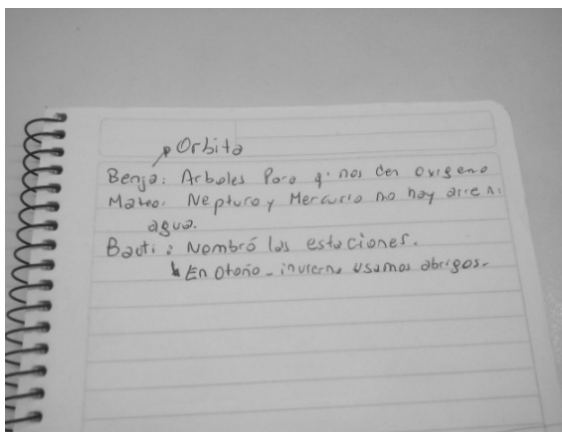 Orbita
Benja: Arboles Para q' nos den oxigeno
Mateo: Neptuno y Mercurio no hay aire ni
agua.
Bauti: Nombró las estaciones.
En otoño - invierno usamos abrigos.